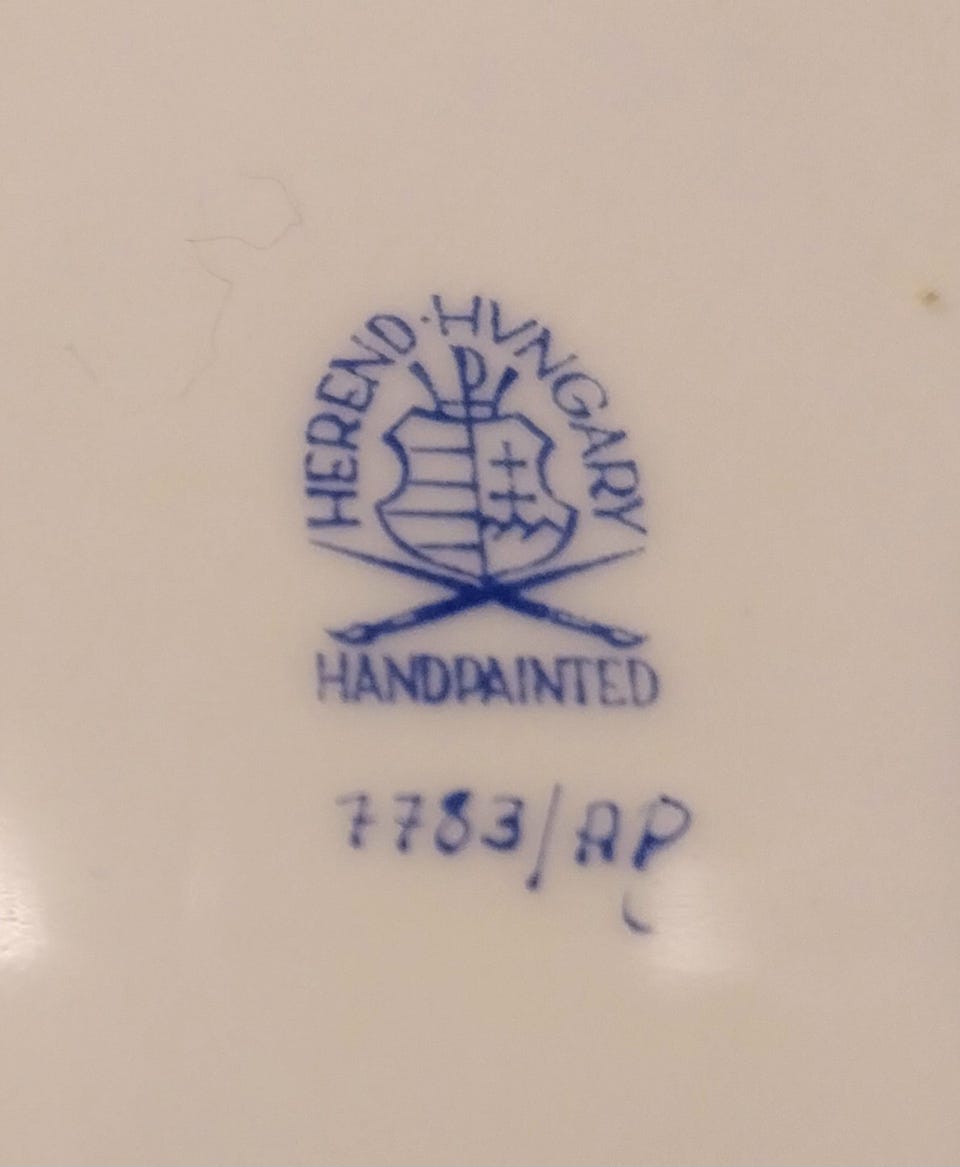 HEREND · HVNGARY
HANDPAINTED
7783/AP